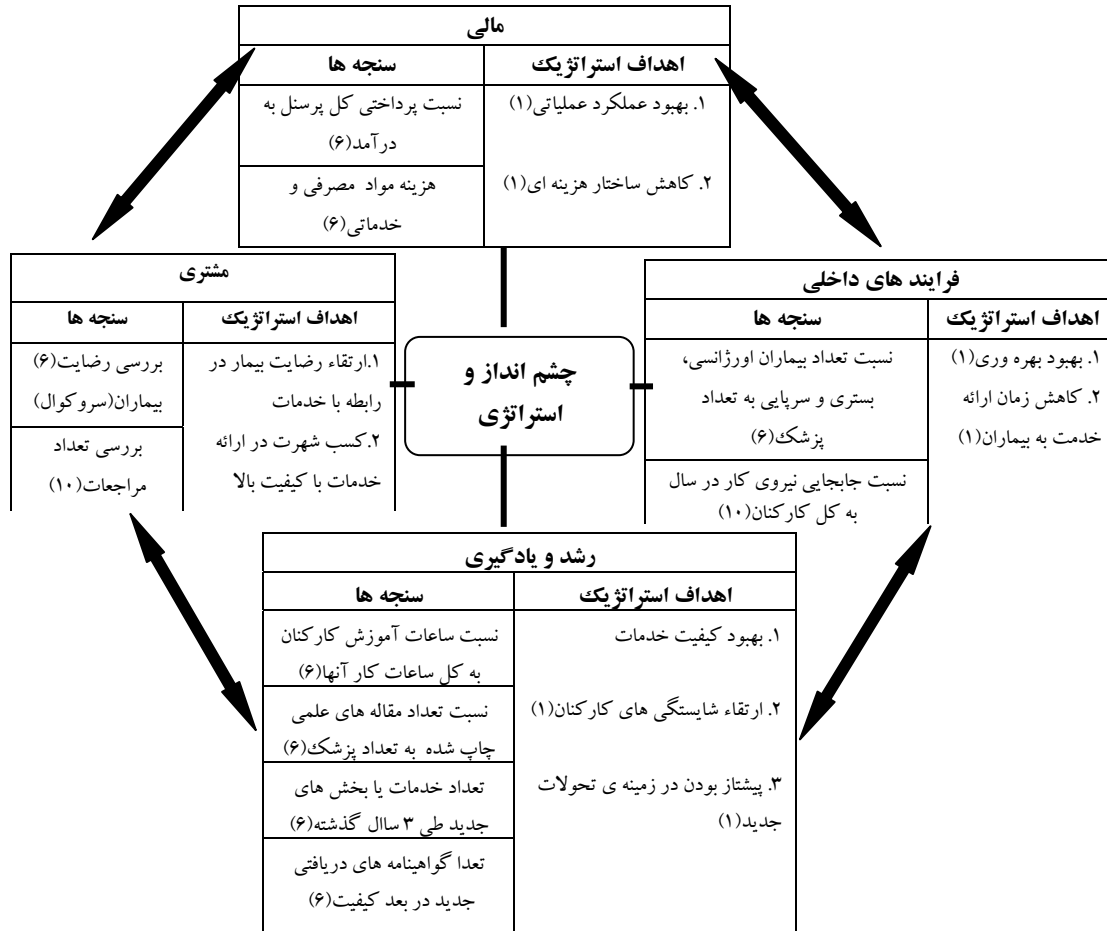 مالی
اهداف استراتژیک
سنجه ها
۱. بهبود عملکرد عملیاتی(۱)
۲. کاهش ساختار هزینه ای(۱)
نسبت پرداختی کل پرسنل به
درآمد(۶)
هزینه مواد مصرفی و
خدماتی(۶)
فرایند های داخلی
اهداف استراتژیک
سنجه ها
۱. بهبود بهره وری(۱)
۲. کاهش زمان ارائه
خدمت به بیماران(۱)
نسبت تعداد بیماران اورژانسی،
بستری و سرپایی به تعداد
پزشک(۶)
نسبت جابجایی نیروی کار در سال
به کل کارکنان(۱۰)
چشم انداز و
استراتژی
مشتری
اهداف استراتژیک
سنجه ها
۱.ارتقاء رضایت بیمار در
رابطه با خدمات
۲.کسب شهرت در ارائه
خدمات با کیفیت بالا
بررسی رضایت(۶)
بیماران(سروکوال)
بررسی تعداد
مراجعات(۱۰)
رشد و یادگیری
اهداف استراتژیک
سنجه ها
۱. بهبود کیفیت خدمات
۲. ارتقاء شایستگی های کارکنان(۱)
۳. پیشتاز بودن در زمینه ی تحولات
جدید(۱)
نسبت ساعات آموزش کارکنان
به کل ساعات کار آنها(۶)
نسبت تعداد مقاله های علمی
چاپ شده به تعداد پزشک(۶)
تعداد خدمات یا بخش های
جدید طی ۳ ساال گذشته(۶)
تعدا گواهینامه های دریافتی
جدید در بعد کیفیت(۶)